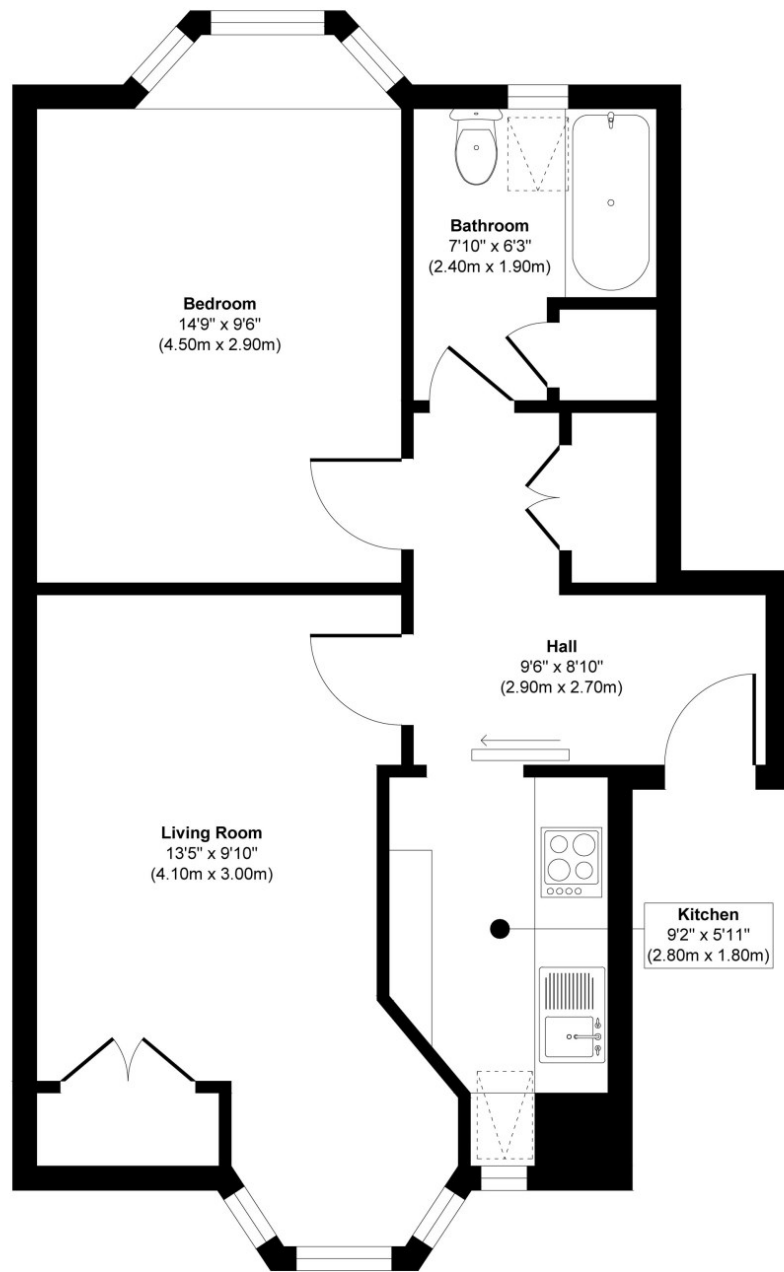 Bathroom
7'10" x 6'3"
(2.40m x 1.90m)
Bedroom
14'9" x 9'6"
(4.50m x 2.90m)
Hall
9'6" x 8'10"
(2.90m x 2.70m)
Living Room
13'5" x 9'10"
(4.10m x 3.00m)
Kitchen
9'2" x 5'11"
(2.80m x 1.80m)